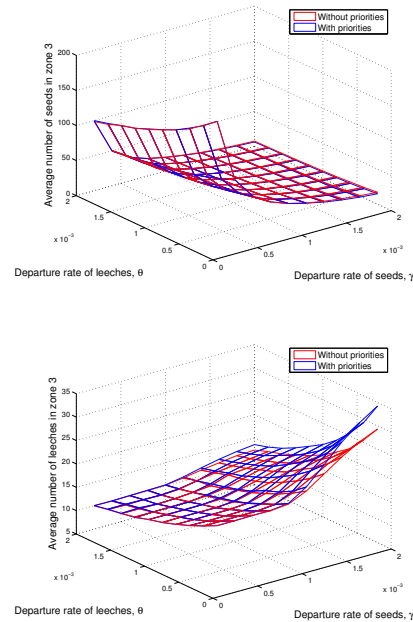 Without priorities
With priorities
200
150
100
50
0
Average number of seeds in zone 3
2
1.5
1
0.5
0
x 10⁻³
Departure rate of leeches, θ
0
0.5
1
1.5
2
x 10⁻³
Departure rate of seeds, γ
Without priorities
With priorities
35
30
25
20
15
10
5
Average number of leeches in zone 3
2
1.5
1
0.5
0
x 10⁻³
Departure rate of leeches, θ
0
0.5
1
1.5
2
x 10⁻³
Departure rate of seeds, γ